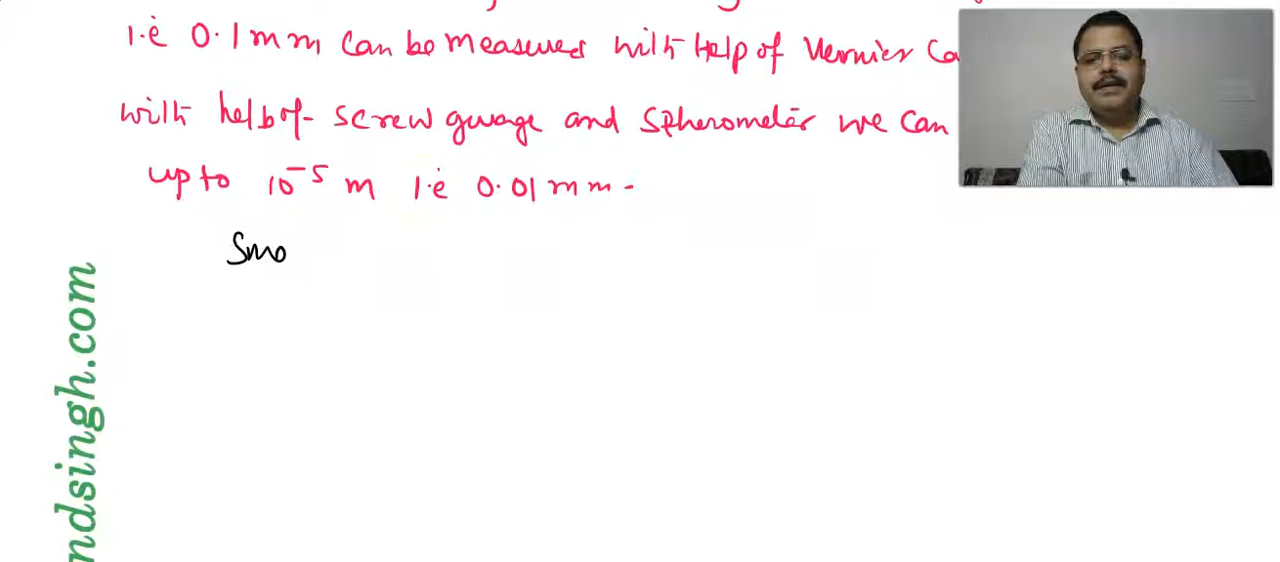 i.e 0.1mm can be measured with help of Vernier Ca
with help of screw gwage and spherometer we can
up to 10⁻⁵ m i.e 0.01mm.
Smo
ndsingh.com